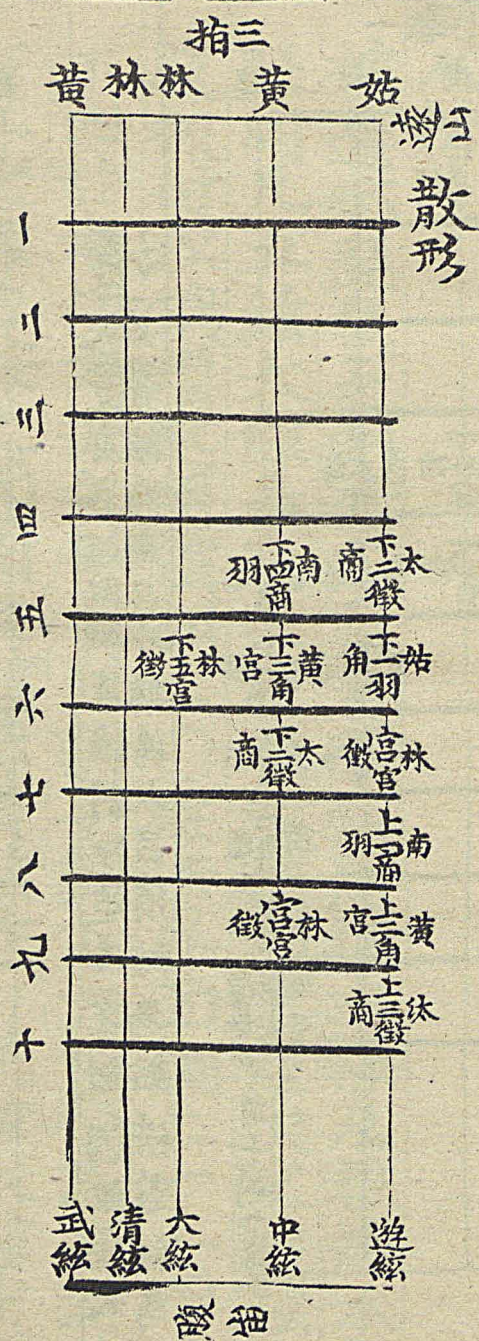 三指
姑 黃 林 林 黃
散形
一
二
三
四
太 下二徵 商
南 下四商 羽
五
姑 下一羽 角
黃 下三角 宮
林 下五宮 徵
六
林 宮宮 徵
太 下二徵 商
七
南 上一商 羽
八
黃 上二角 宮
林 宮宮 徵
九
汰 上三徵 商
十
遊絃
中絃
大絃
清絃
武絃